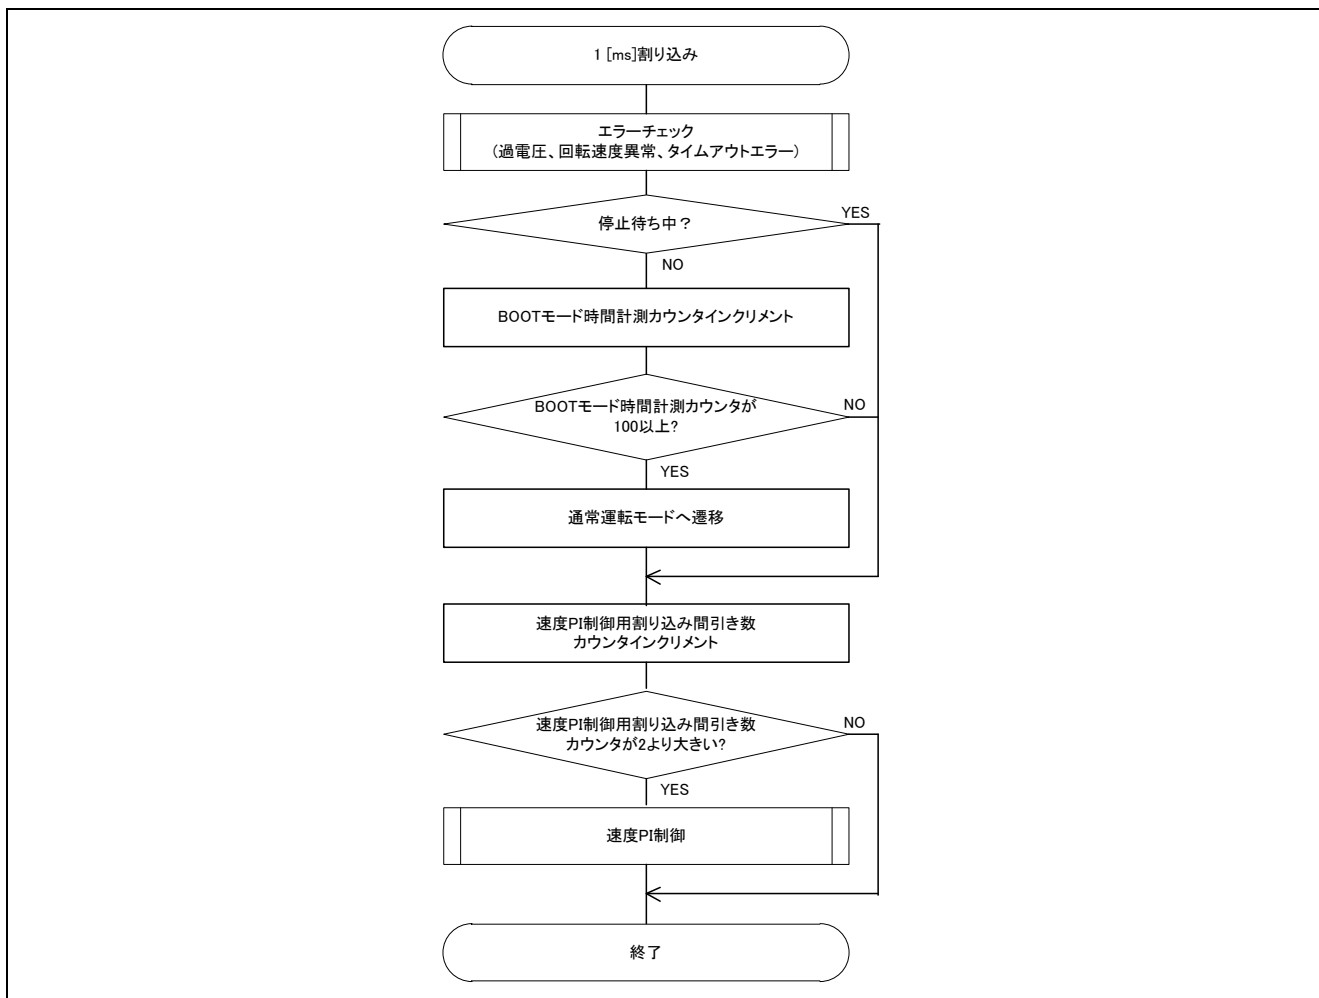 1 [ms]割り込み
エラーチェック
(過電圧、回転速度異常、タイムアウトエラー)
停止待ち中？
YES
NO
BOOTモード時間計測カウンタインクリメント
BOOTモード時間計測カウンタが
100以上?
NO
YES
通常運転モードへ遷移
速度PI制御用割り込み間引き数
カウンタインクリメント
速度PI制御用割り込み間引き数
カウンタが2より大きい?
NO
YES
速度PI制御
終了